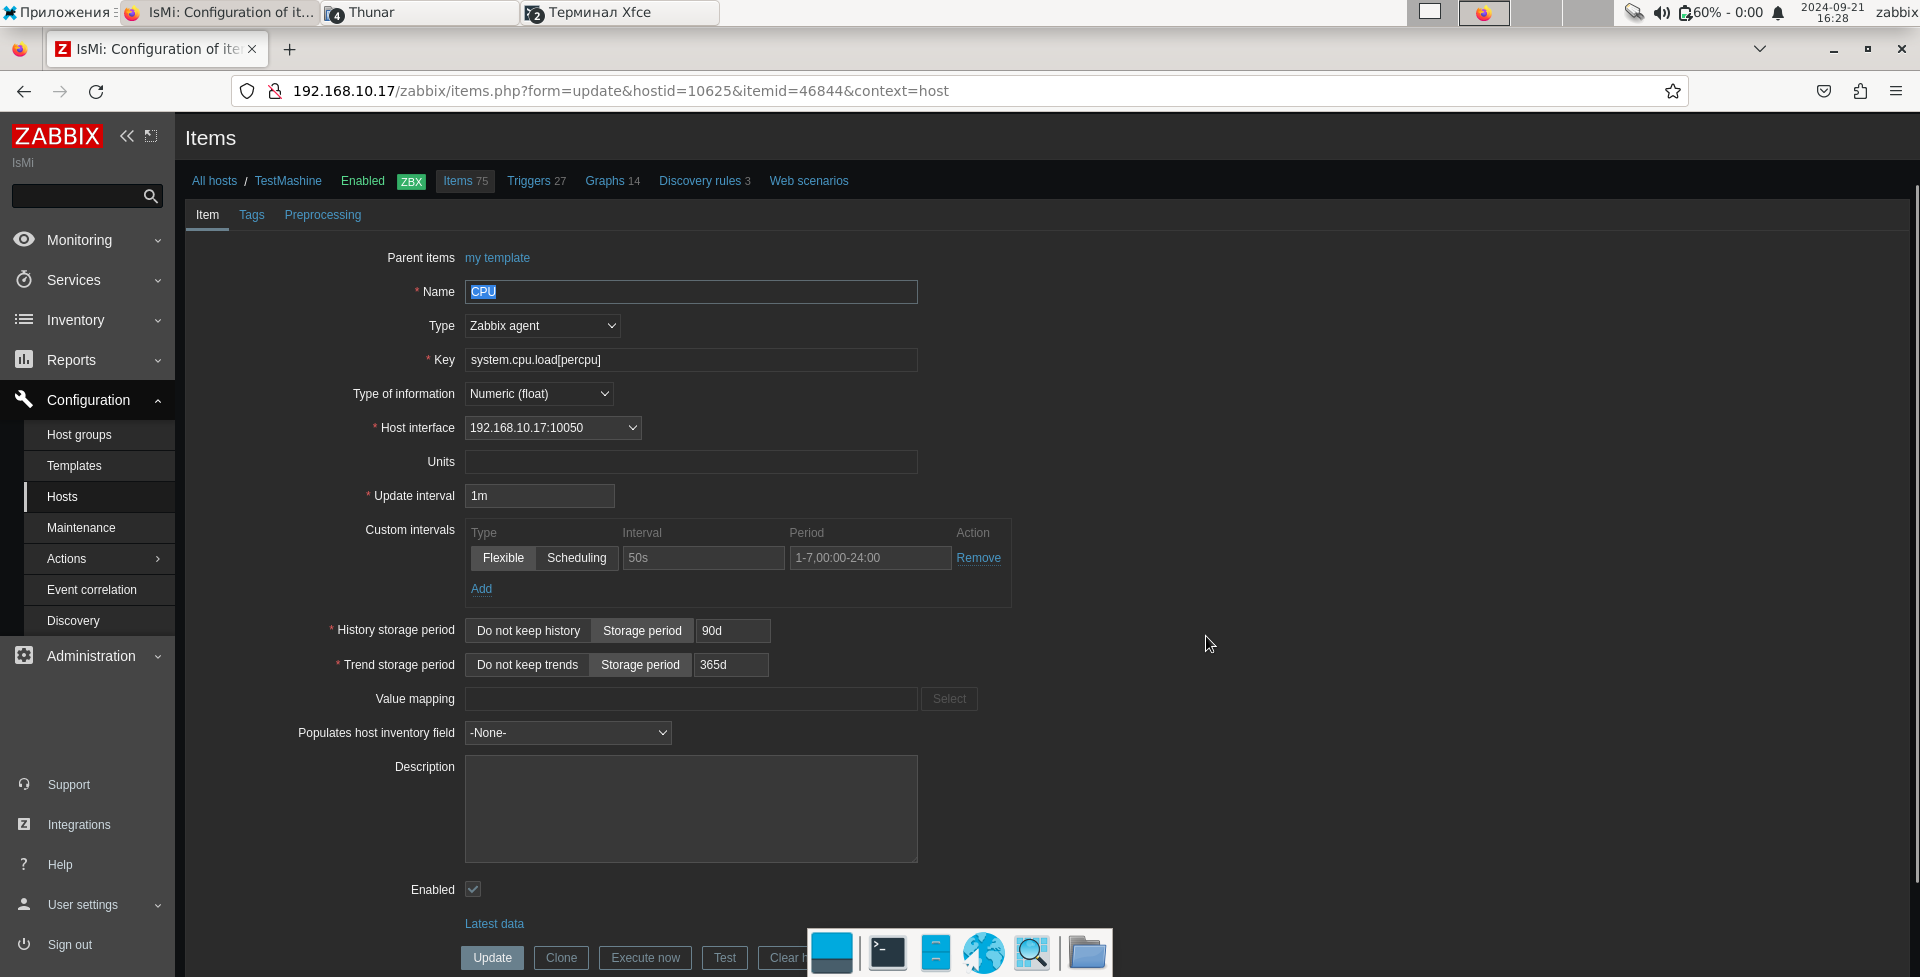 Приложения
IsMi: Configuration of it...
4 Thunar
2 Терминал Xfce
60% - 0:00
2024-09-21
16:28
zabbix
Z IsMi: Configuration of ite
192.168.10.17/zabbix/items.php?form=update&hostid=10625&itemid=46844&context=host
ZABBIX
IsMi
Monitoring
Services
Inventory
Reports
Configuration
Host groups
Templates
Hosts
Maintenance
Actions
Event correlation
Discovery
Administration
Support
Z Integrations
? Help
User settings
Sign out
Items
All hosts / TestMashine Enabled ZBX Items 75 Triggers 27 Graphs 14 Discovery rules 3 Web scenarios
Item Tags Preprocessing
Parent items my template
* Name CPU
Type Zabbix agent
* Key system.cpu.load[percpu]
Type of information Numeric (float)
* Host interface 192.168.10.17:10050
Units
* Update interval 1m
Custom intervals Type Interval Period Action
Flexible Scheduling 50s 1-7,00:00-24:00 Remove
Add
* History storage period Do not keep history Storage period 90d
* Trend storage period Do not keep trends Storage period 365d
Value mapping Select
Populates host inventory field -None-
Description
Enabled
Latest data
Update Clone Execute now Test Clear h